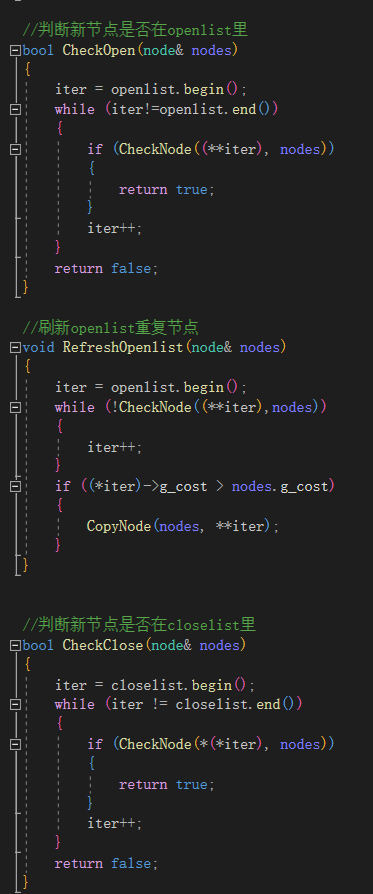 //判断新节点是否在openlist里
bool CheckOpen(node& nodes)
{
    iter = openlist.begin();
    while (iter!=openlist.end())
    {
        if (CheckNode((**iter), nodes))
        {
            return true;
        }
        iter++;
    }
    return false;
}
//刷新openlist重复节点
void RefreshOpenlist(node& nodes)
{
    iter = openlist.begin();
    while (!CheckNode((**iter),nodes))
    {
        iter++;
    }
    if ((*iter)->g_cost > nodes.g_cost)
    {
        CopyNode(nodes, **iter);
    }
}
//判断新节点是否在closelist里
bool CheckClose(node& nodes)
{
    iter = closelist.begin();
    while (iter != closelist.end())
    {
        if (CheckNode(*(*iter), nodes))
        {
            return true;
        }
        iter++;
    }
    return false;
}